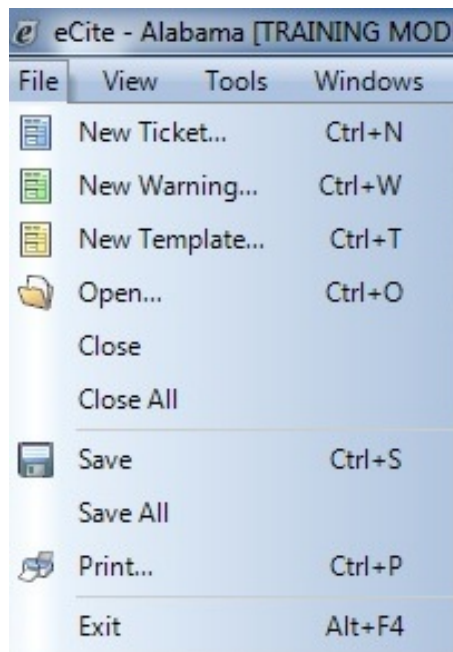 eCite - Alabama [TRAINING MOD
File View Tools Windows
New Ticket... Ctrl+N
New Warning... Ctrl+W
New Template... Ctrl+T
Open... Ctrl+O
Close
Close All
Save Ctrl+S
Save All
Print... Ctrl+P
Exit Alt+F4